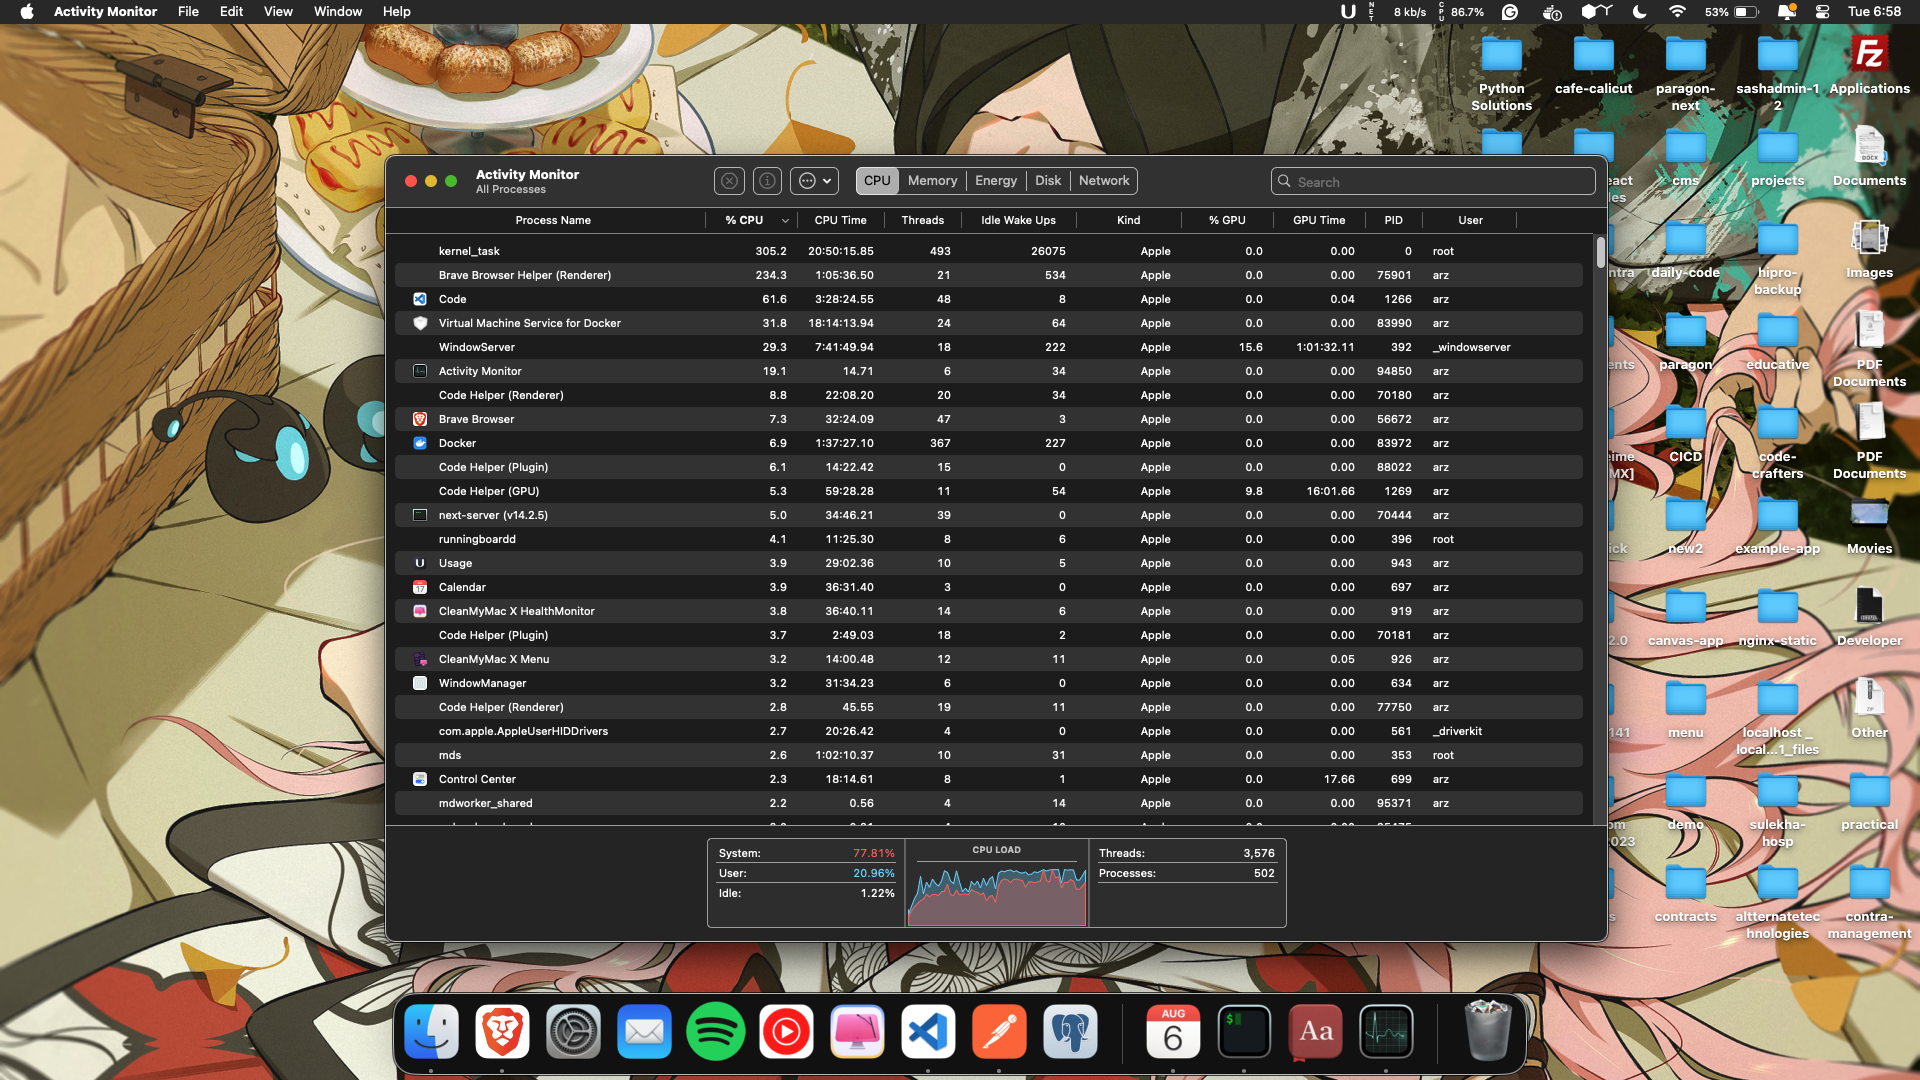 Activity Monitor File Edit View Window Help
U NET 8 kb/s CPU 86.7% 53% Tue 6:58
Python Solutions
cafe-calicut
paragon-next
sashadmin-12
Applications
Activity Monitor
All Processes
CPU Memory Energy Disk Network
Search
Process Name % CPU CPU Time Threads Idle Wake Ups Kind % GPU GPU Time PID User
kernel_task 305.2 20:50:15.85 493 26075 Apple 0.0 0.00 0 root
Brave Browser Helper (Renderer) 234.3 1:05:36.50 21 534 Apple 0.0 0.00 75901 arz
Code 61.6 3:28:24.55 48 8 Apple 0.0 0.04 1266 arz
Virtual Machine Service for Docker 31.8 18:14:13.94 24 64 Apple 0.0 0.00 83990 arz
WindowServer 29.3 7:41:49.94 18 222 Apple 15.6 1:01:32.11 392 _windowserver
Activity Monitor 19.1 14.71 6 34 Apple 0.0 0.00 94850 arz
Code Helper (Renderer) 8.8 22:08.20 20 34 Apple 0.0 0.00 70180 arz
Brave Browser 7.3 32:24.09 47 3 Apple 0.0 0.00 56672 arz
Docker 6.9 1:37:27.10 367 227 Apple 0.0 0.00 83972 arz
Code Helper (Plugin) 6.1 14:22.42 15 0 Apple 0.0 0.00 88022 arz
Code Helper (GPU) 5.3 59:28.28 11 54 Apple 9.8 16:01.66 1269 arz
next-server (v14.2.5) 5.0 34:46.21 39 0 Apple 0.0 0.00 70444 arz
runningboardd 4.1 11:25.30 8 6 Apple 0.0 0.00 396 root
Usage 3.9 29:02.36 10 5 Apple 0.0 0.00 943 arz
Calendar 3.9 36:31.40 3 0 Apple 0.0 0.00 697 arz
CleanMyMac X HealthMonitor 3.8 36:40.11 14 6 Apple 0.0 0.00 919 arz
Code Helper (Plugin) 3.7 2:49.03 18 2 Apple 0.0 0.00 70181 arz
CleanMyMac X Menu 3.2 14:00.48 12 11 Apple 0.0 0.05 926 arz
WindowManager 3.2 31:34.23 6 0 Apple 0.0 0.00 634 arz
Code Helper (Renderer) 2.8 45.55 19 11 Apple 0.0 0.00 77750 arz
com.apple.AppleUserHIDDrivers 2.7 20:26.42 4 0 Apple 0.0 0.00 561 _driverkit
mds 2.6 1:02:10.37 10 31 Apple 0.0 0.00 353 root
Control Center 2.3 18:14.61 8 1 Apple 0.0 17.66 699 arz
mdworker_shared 2.2 0.56 4 14 Apple 0.0 0.00 95371 arz
System: 77.81%
User: 20.96%
Idle: 1.22%
CPU LOAD
Threads: 3,576
Processes: 502
cms
projects
Documents
daily-code
hipro-backup
Images
paragon
educative
PDF Documents
CICD
code-crafters
PDF Documents
new2
example-app
Movies
canvas-app
nginx-static
Developer
menu
localhost _ local...1_files
Other
demo
sulekha-hosp
practical
contracts
altternatetechnologies
contra-management
AUG
6
Aa